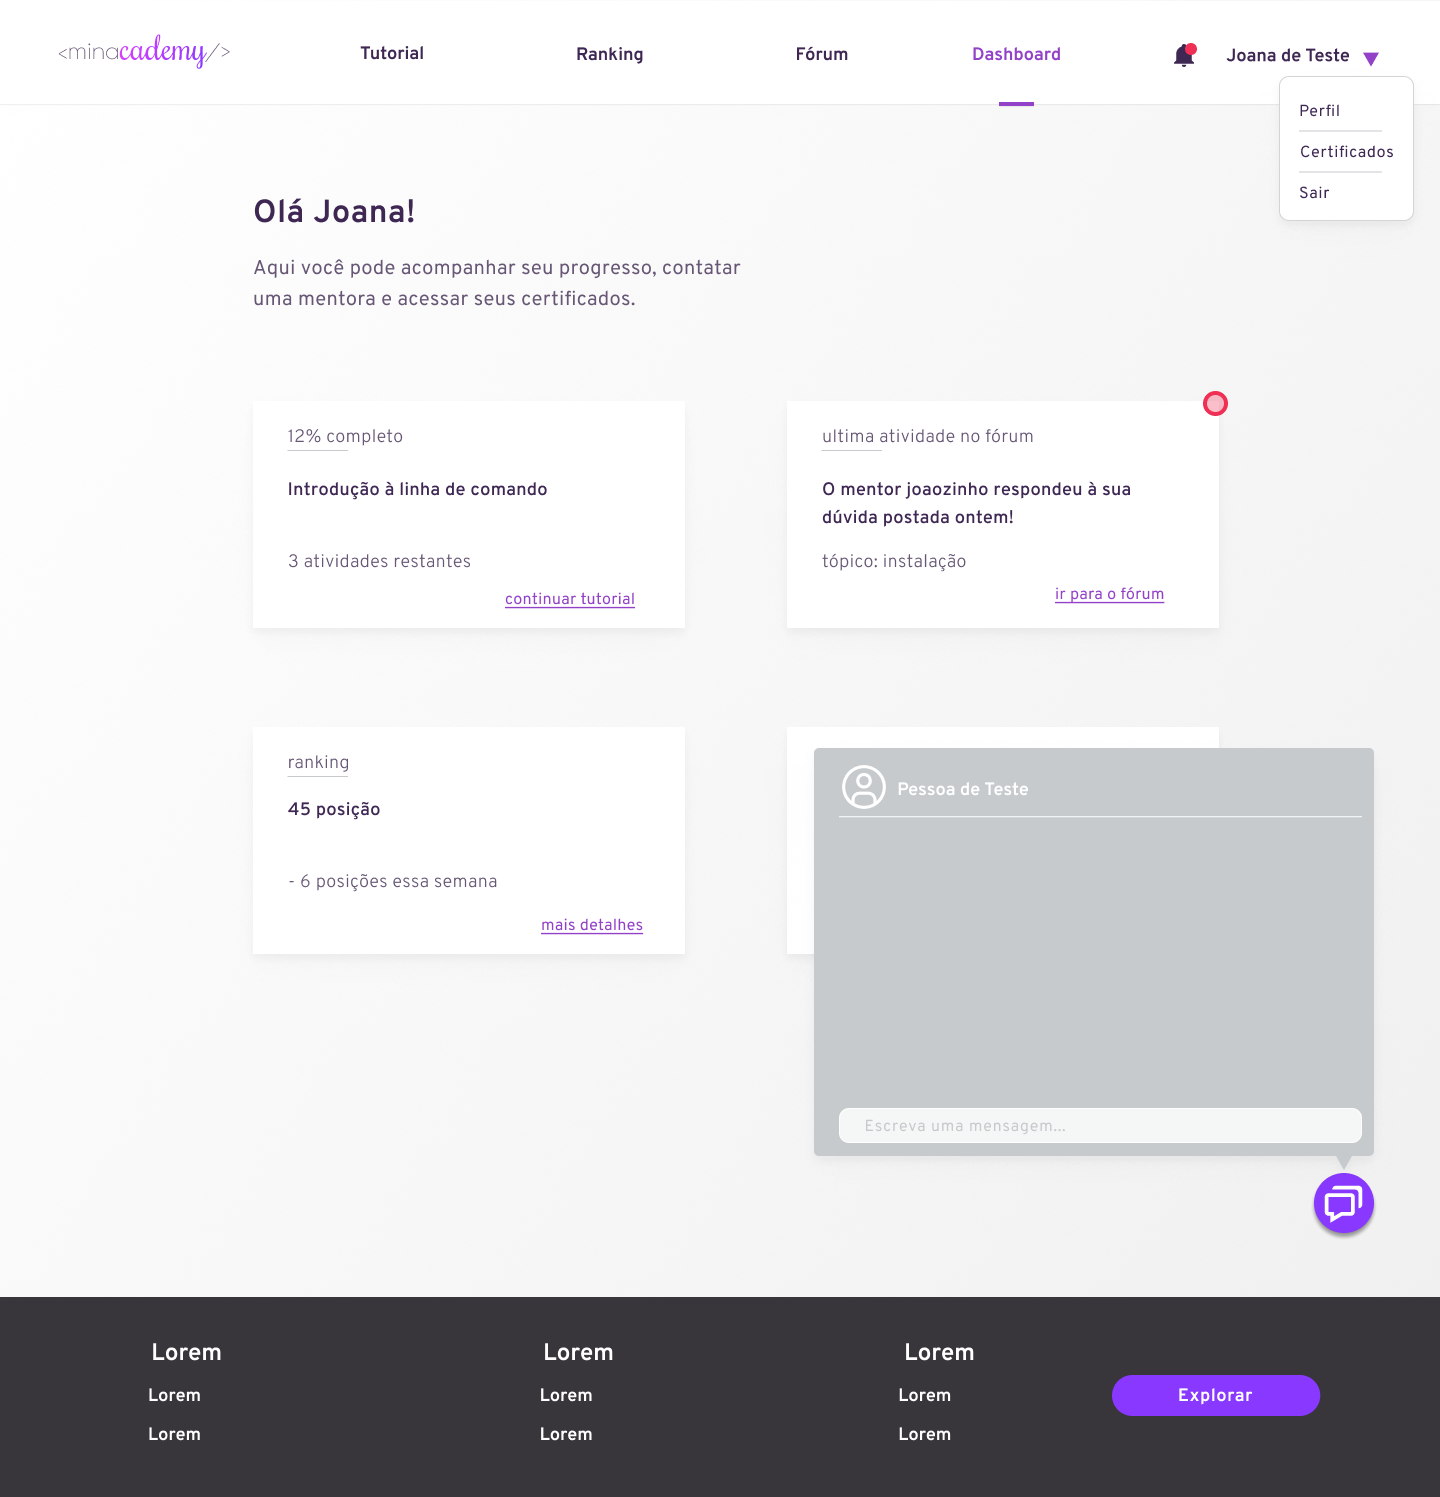 <minacademy/>
Tutorial
Ranking
Fórum
Dashboard
Joana de Teste
Perfil
Certificados
Sair
Olá Joana!
Aqui você pode acompanhar seu progresso, contatar
uma mentora e acessar seus certificados.
12% completo
Introdução à linha de comando
3 atividades restantes
continuar tutorial
ultima atividade no fórum
O mentor joaozinho respondeu à sua
dúvida postada ontem!
tópico: instalação
ir para o fórum
ranking
45 posição
- 6 posições essa semana
mais detalhes
Pessoa de Teste
Escreva uma mensagem...
Lorem
Lorem
Lorem
Lorem
Lorem
Lorem
Lorem
Lorem
Lorem
Explorar